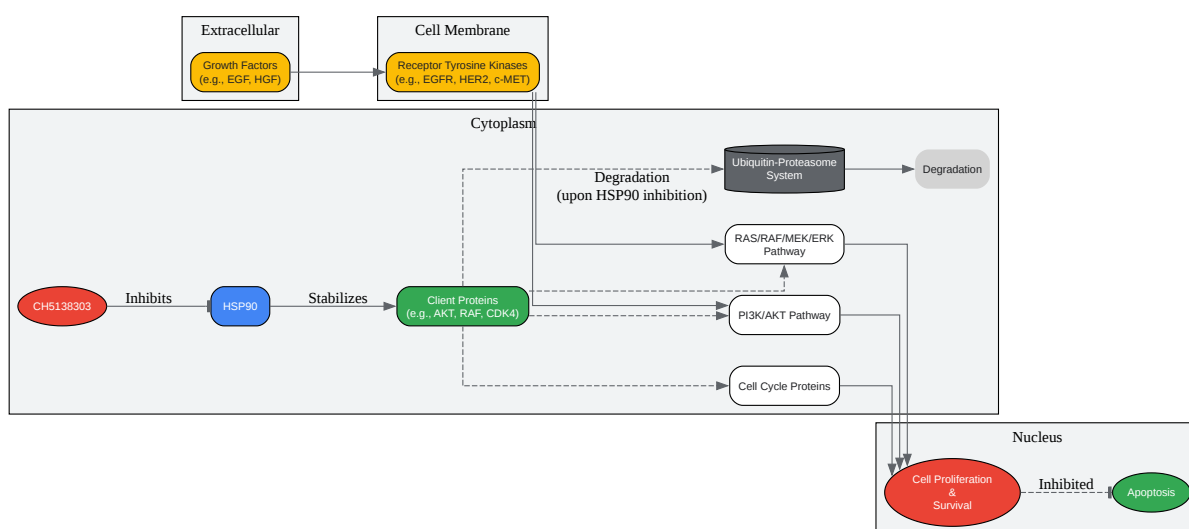 Extracellular
Growth Factors
(e.g., EGF, HGF)
Cell Membrane
Receptor Tyrosine Kinases
(e.g., EGFR, HER2, c-MET)
Cytoplasm
Ubiquitin-Proteasome
System
Degradation
Degradation
(upon HSP90 inhibition)
RAS/RAF/MEK/ERK
Pathway
CH5138303
Inhibits
HSP90
Stabilizes
Client Proteins
(e.g., AKT, RAF, CDK4)
PI3K/AKT Pathway
Cell Cycle Proteins
Nucleus
Cell Proliferation
&
Survival
Inhibited
Apoptosis